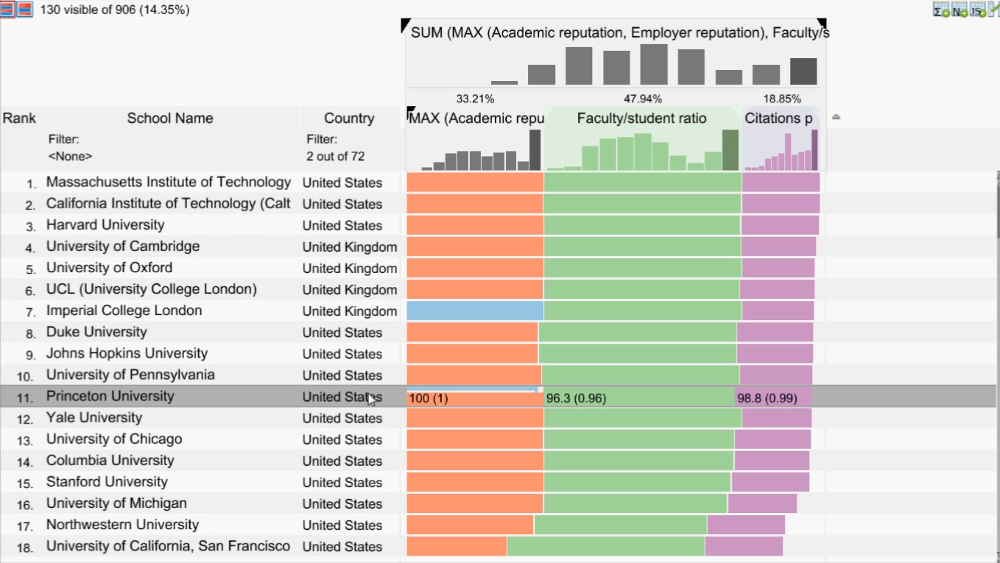 130 visible of 906 (14.35%)
Σ N JS
SUM (MAX (Academic reputation, Employer reputation), Faculty/s
33.21% 47.94% 18.85%
Rank School Name Country MAX (Academic repu Faculty/student ratio Citations p
Filter: Filter:
<None> 2 out of 72
1. Massachusetts Institute of Technology United States
2. California Institute of Technology (Calt United States
3. Harvard University United States
4. University of Cambridge United Kingdom
5. University of Oxford United Kingdom
6. UCL (University College London) United Kingdom
7. Imperial College London United Kingdom
8. Duke University United States
9. Johns Hopkins University United States
10. University of Pennsylvania United States
11. Princeton University United States 100 (1) 96.3 (0.96) 98.8 (0.99)
12. Yale University United States
13. University of Chicago United States
14. Columbia University United States
15. Stanford University United States
16. University of Michigan United States
17. Northwestern University United States
18. University of California, San Francisco United States